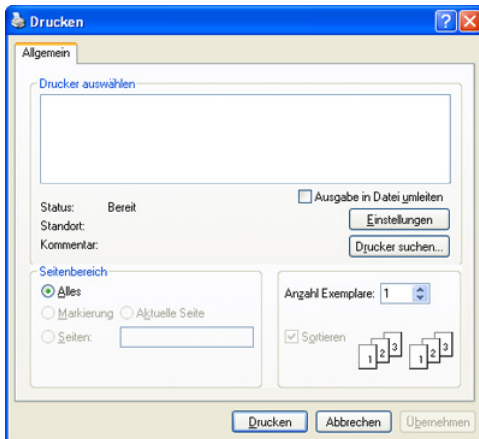 Drucken
Allgemein
Drucker auswählen
Status: Bereit
Standort:
Kommentar:
Ausgabe in Datei umleiten
Einstellungen
Drucker suchen...
Seitenbereich
Alles
Markierung Aktuelle Seite
Seiten:
Anzahl Exemplare: 1
Sortieren
1 2 3 1 2 3
Drucken Abbrechen Übernehmen